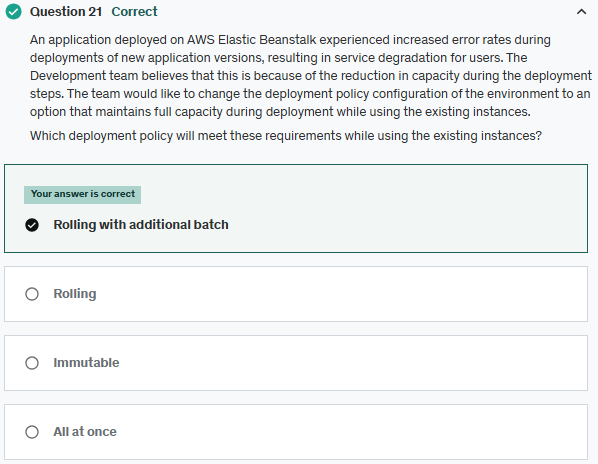 Question 21 Correct
An application deployed on AWS Elastic Beanstalk experienced increased error rates during
deployments of new application versions, resulting in service degradation for users. The
Development team believes that this is because of the reduction in capacity during the deployment
steps. The team would like to change the deployment policy configuration of the environment to an
option that maintains full capacity during deployment while using the existing instances.
Which deployment policy will meet these requirements while using the existing instances?
Your answer is correct
Rolling with additional batch
Rolling
Immutable
All at once